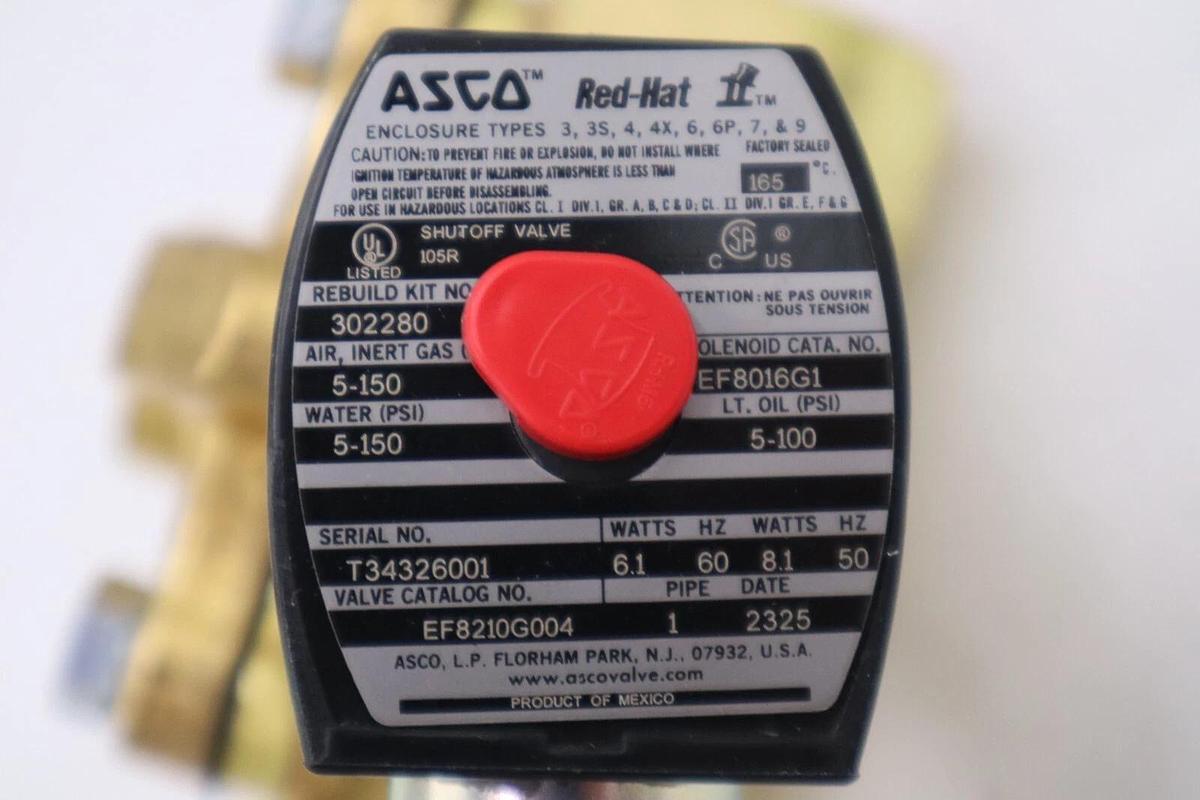 ASCO™ Red-Hat II™
ENCLOSURE TYPES 3, 3S, 4, 4X, 6, 6P, 7, & 9
CAUTION: TO PREVENT FIRE OR EXPLOSION, DO NOT INSTALL WHERE
IGNITION TEMPERATURE OF HAZARDOUS ATMOSPHERE IS LESS THAN
OPEN CIRCUIT BEFORE DISASSEMBLING.
FACTORY SEALED
165 °C.
FOR USE IN HAZARDOUS LOCATIONS CL. I DIV.1, GR. A, B, C & D; CL. II DIV.1 GR. E, F & G
UL ®
LISTED
SHUTOFF VALVE
105R
SA ®
C US
REBUILD KIT NO
302280
ATTENTION: NE PAS OUVRIR
SOUS TENSION
AIR, INERT GAS
5-150
OLENOID CATA. NO.
EF8016G1
WATER (PSI)
5-150
LT. OIL (PSI)
5-100
SERIAL NO. WATTS HZ WATTS HZ
T34326001 6.1 60 8.1 50
VALVE CATALOG NO. PIPE DATE
EF8210G004 1 2325
ASCO, L.P. FLORHAM PARK, N.J., 07932, U.S.A.
www.ascovalve.com
PRODUCT OF MEXICO